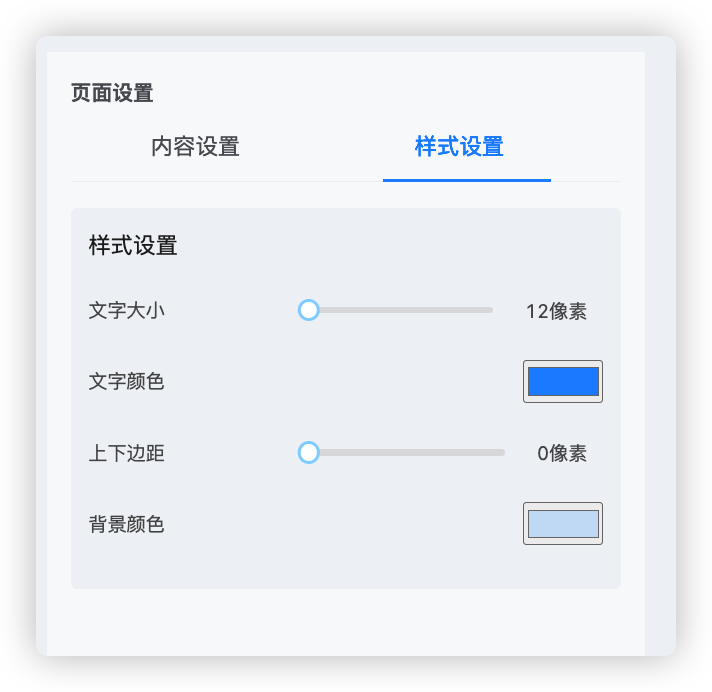 页面设置
内容设置 样式设置
样式设置
文字大小 12像素
文字颜色
上下边距 0像素
背景颜色